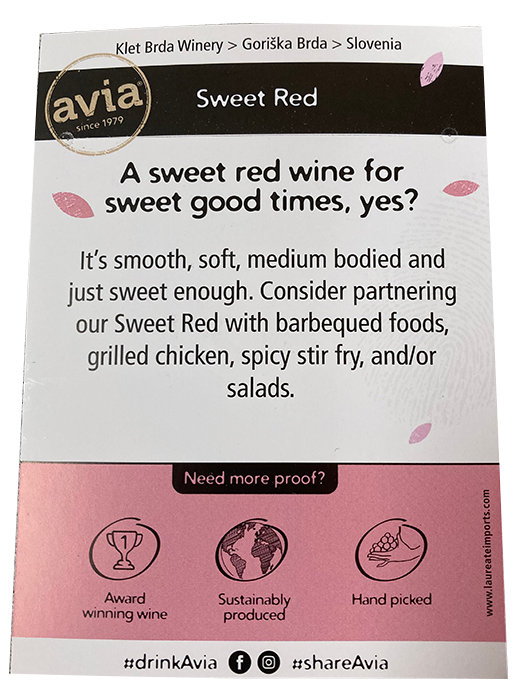 Klet Brda Winery > Goriška Brda > Slovenia
avia
since 1979
Sweet Red
A sweet red wine for
sweet good times, yes?
It's smooth, soft, medium bodied and
just sweet enough. Consider partnering
our Sweet Red with barbequed foods,
grilled chicken, spicy stir fry, and/or
salads.
Need more proof?
1
Award
winning wine
Sustainably
produced
Hand picked
www.laureateimports.com
#drinkAvia
#shareAvia